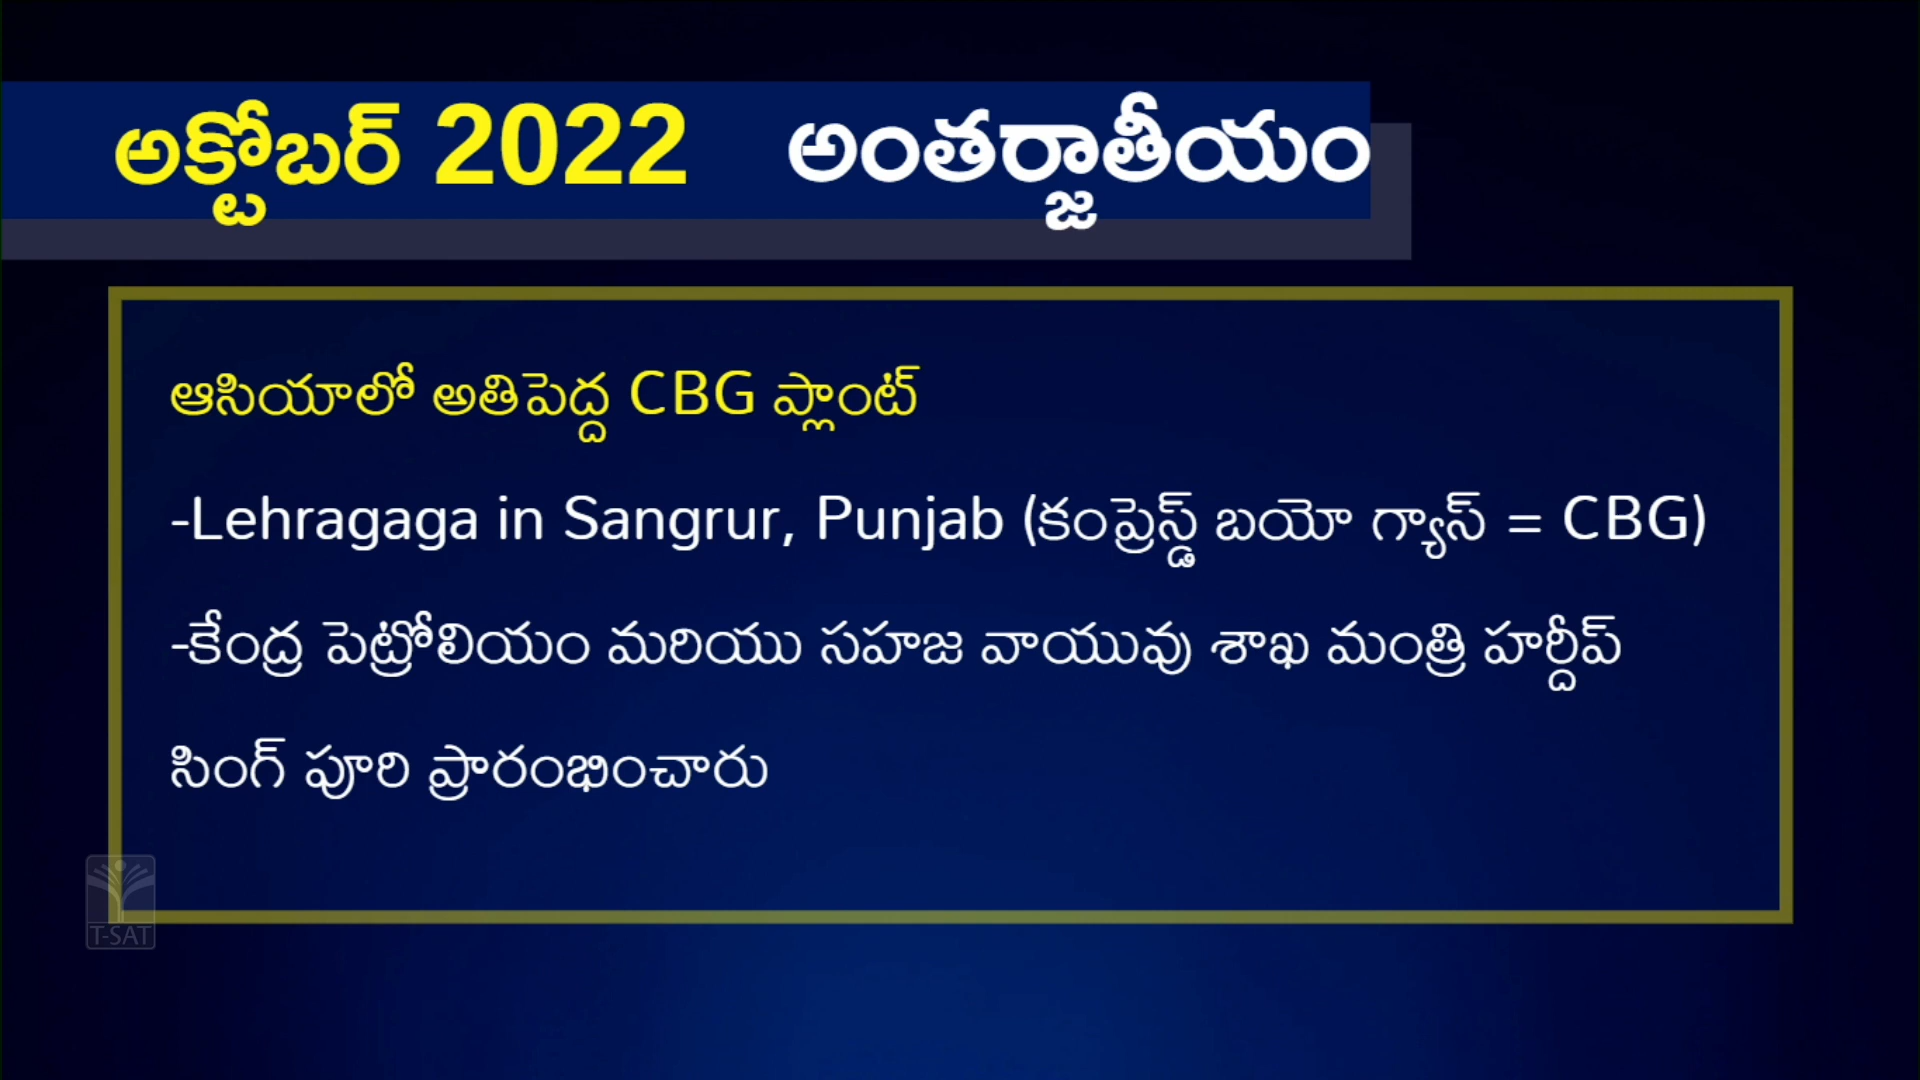 అక్టోబర్ 2022 అంతర్జాతీయం
ఆసియాలో అతిపెద్ద CBG ప్లాంట్
-Lehragaga in Sangrur, Punjab (కంప్రెస్డ్ బయో గ్యాస్ = CBG)
-కేంద్ర పెట్రోలియం మరియు సహజ వాయువు శాఖ మంత్రి హర్దీప్
సింగ్ పూరి ప్రారంభించారు
T-SAT